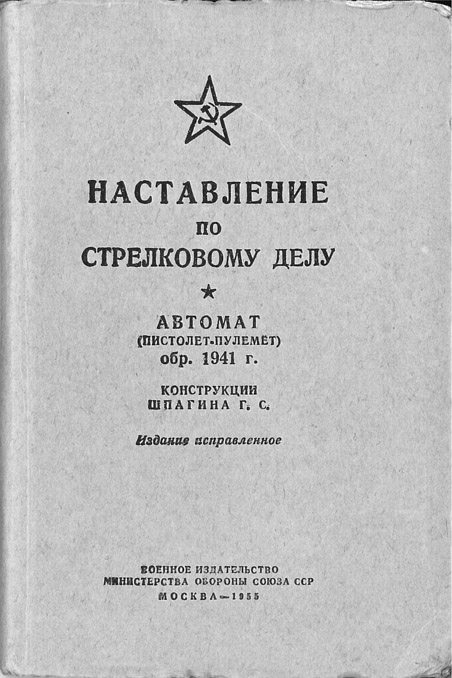 НАСТАВЛЕНИЕ
ПО
СТРЕЛКОВОМУ ДЕЛУ
АВТОМАТ
(ПИСТОЛЕТ-ПУЛЕМЁТ)
обр. 1941 г.
КОНСТРУКЦИИ
ШПАГИНА Г. С.
Издание исправленное
ВОЕННОЕ ИЗДАТЕЛЬСТВО
МИНИСТЕРСТВА ОБОРОНЫ СОЮЗА ССР
МОСКВА—1955